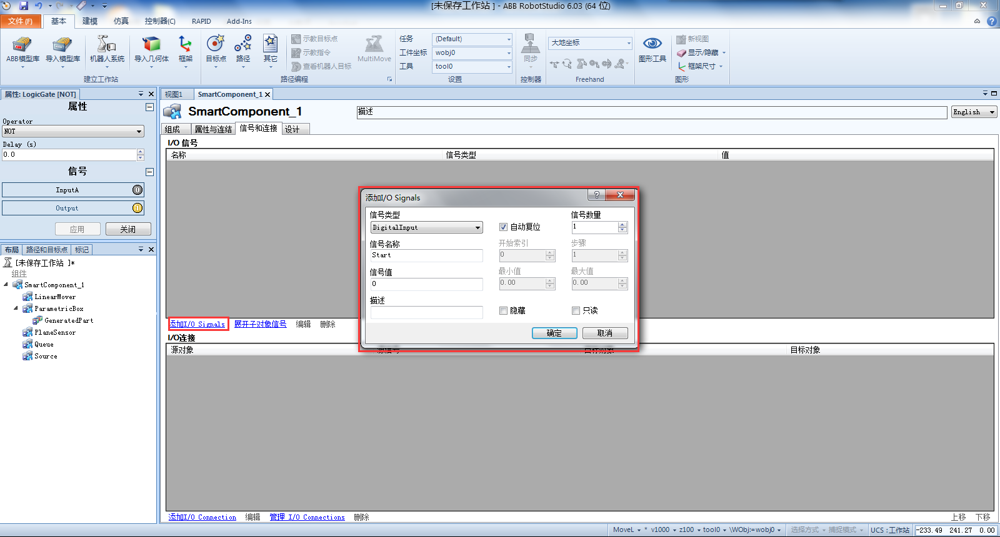 [未保存工作站 ] - ABB RobotStudio 6.03 (64 位)
文件 (F) 基本 建模 仿真 控制器(C) RAPID Add-Ins
ABB模型库 导入模型库 机器人系统 导入几何体 框架 目标点 路径 其它
建立工作站
示教目标点
示教指令
查看机器人目标
MultiMove
路径编程
任务 (Default)
工件坐标 wobj0
工具 tool0
设置
同步
控制器
大地坐标
Freehand
图形工具
新视图
显示/隐藏
框架尺寸
图形
属性: LogicGate [NOT]
属性
Operator
NOT
Delay (s)
0.0
信号
InputA 0
Output 1
应用 关闭
布局 路径和目标点 标记
[未保存工作站 ]*
组件
SmartComponent_1
LinearMover
ParametricBox
GeneratedPart
PlaneSensor
Queue
Source
视图1 SmartComponent_1
SmartComponent_1 描述 English
组成 属性与连结 信号和连接 设计
I/O 信号
名称 信号类型 值
添加I/O Signals
信号类型 信号数量
DigitalInput 自动复位 1
信号名称 开始索引 步骤
Start 0 1
信号值 最小值 最大值
0 0.00 0.00
描述
隐藏 只读
确定 取消
添加I/O Signals 展开子对象信号 编辑 删除
I/O连接
源对象 源信号 目标对象 目标对象
添加I/O Connection 编辑 管理 I/O Connections 删除 上移 下移
MoveL * v1000 z100 tool0 \WObj:=wobj0 选择方式 捕捉模式 UCS : 工作站 -233.49 241.27 0.00